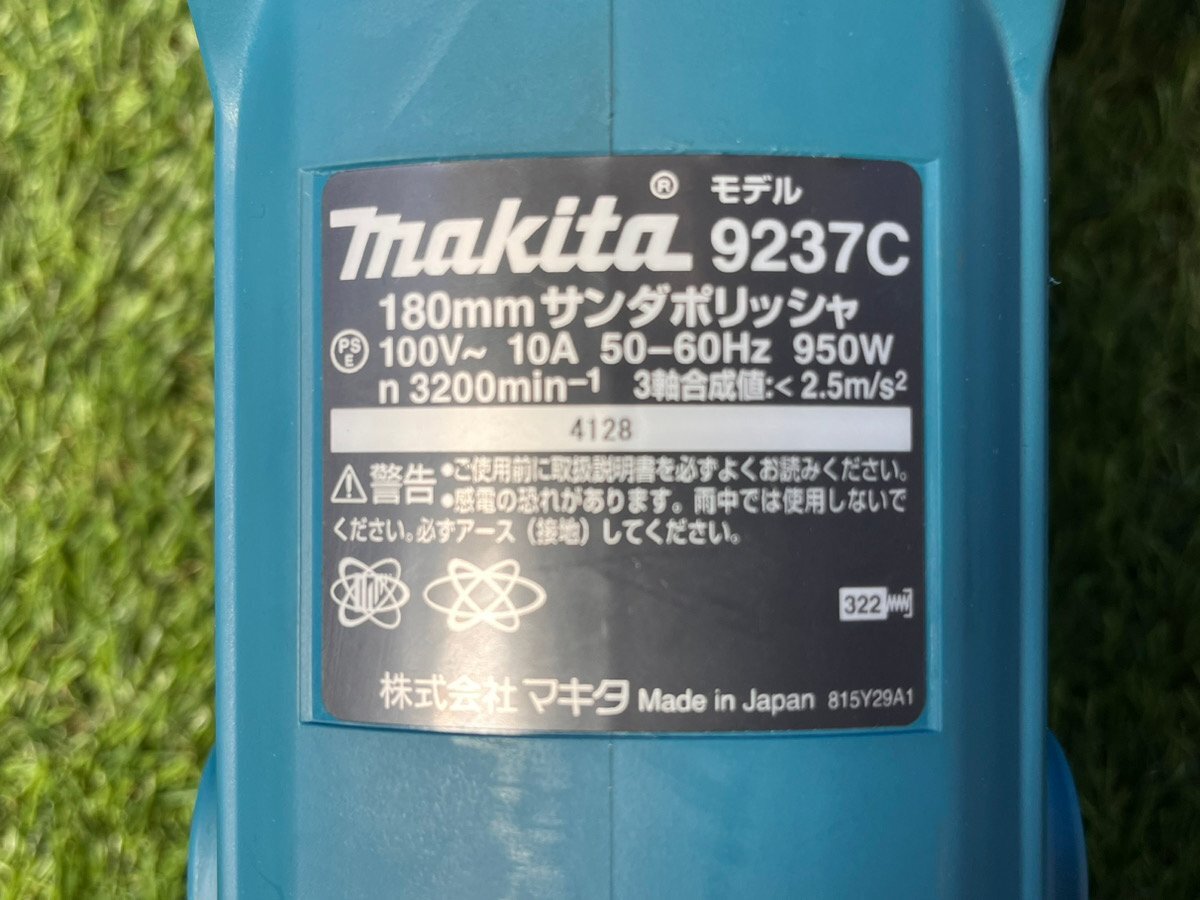 makita® モデル
9237C
180mm サンダポリッシャ
PS E 100V~ 10A 50-60Hz 950W
n 3200min-1 3軸合成値:< 2.5m/s2
4128
警告 •ご使用前に取扱説明書を必ずよくお読みください。
•感電の恐れがあります。雨中では使用しないで
ください。必ずアース（接地）してください。
322
株式会社 マキタ Made in Japan 815Y29A1